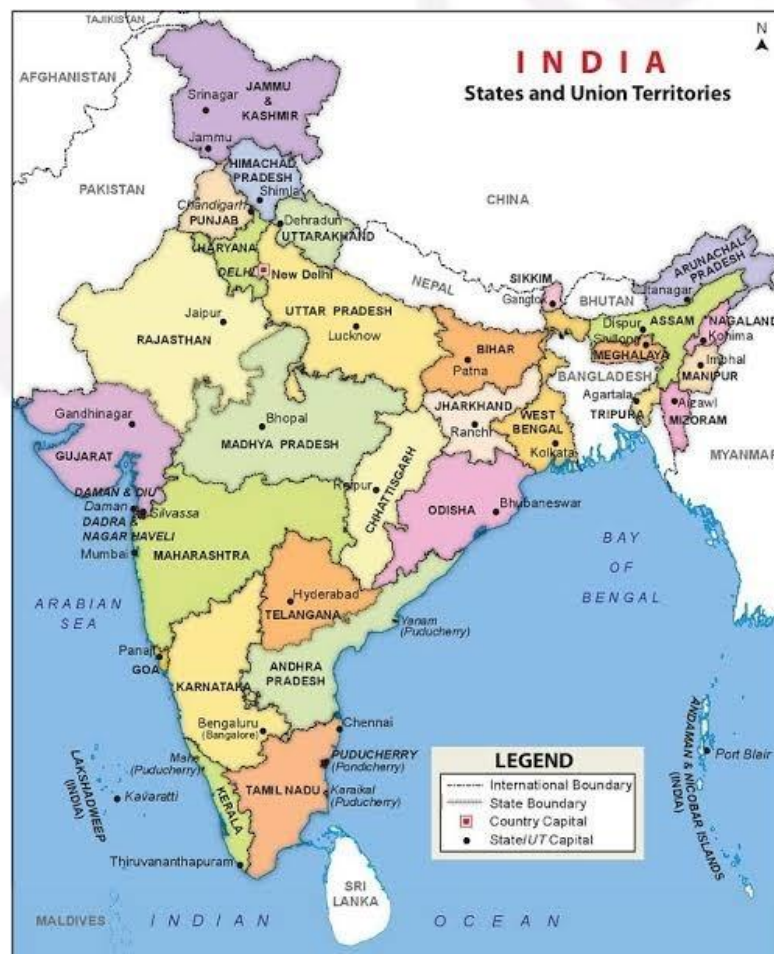 TAJIKISTAN
AFGHANISTAN
N
INDIA
States and Union Territories
JAMMU
&
KASHMIR
Srinagar
Jammu
HIMACHAD
PRADESH
Shimla
PAKISTAN
CHINA
Chandigarh
PUNJAB
Dehradun
UTTARAKHAND
HARYANA
DELHI
New Delhi
ARUNACHAL
PRADESH
Itanagar
NEPAL
SIKKIM
Gangtok
BHUTAN
Jaipur
RAJASTHAN
UTTAR PRADESH
Lucknow
Dispur
ASSAM
NAGALAND
Kohima
Shillong
MEGHALAYA
BIHAR
Patna
Imphal
MANIPUR
BANGLADESH
Gandhinagar
GUJARAT
Bhopal
MADHYA PRADESH
JHARKHAND
Ranchi
WEST
BENGAL
Kolkata
Agartala
TRIPURA
Aizawl
MIZORAM
MYANMAR
DAMAN & DIU
Daman
Silvassa
DADRA &
NAGAR HAVELI
Mumbai
MAHARASHTRA
Raipur
CHHATTISGARH
ODISHA
Bhubaneswar
BAY
OF
BENGAL
ARABIAN
SEA
Hyderabad
TELANGANA
Yanam
(Puducherry)
Panaji
GOA
KARNATAKA
ANDHRA
PRADESH
Bengaluru
(Bangalore)
Chennai
Mahe
(Puducherry)
PUDUCHERRY
(Pondicherry)
Karaikal
(Puducherry)
TAMIL NADU
KERALA
LAKSHADWEEP
(INDIA)
Kavaratti
Thiruvananthapuram
LEGEND
International Boundary
State Boundary
Country Capital
State/UT Capital
ANDAMAN & NICOBAR ISLANDS
(INDIA)
Port Blair
SRI
LANKA
MALDIVES
INDIAN OCEAN